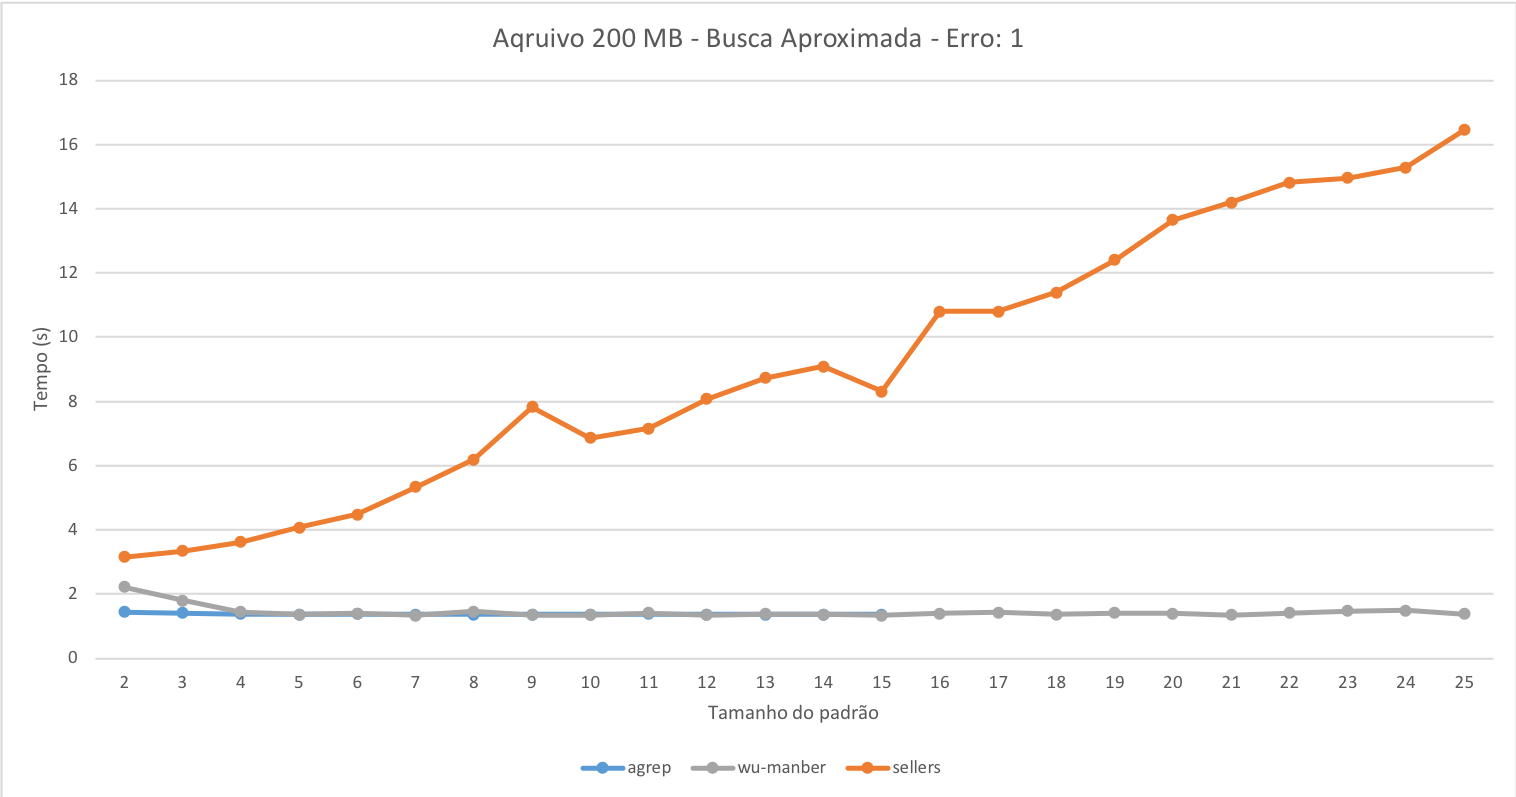 Aqruivo 200 MB - Busca Aproximada - Erro: 1
18
16
14
12
10
8
6
4
2
0
Tempo (s)
2 3 4 5 6 7 8 9 10 11 12 13 14 15 16 17 18 19 20 21 22 23 24 25
Tamanho do padrão
agrep wu-manber sellers